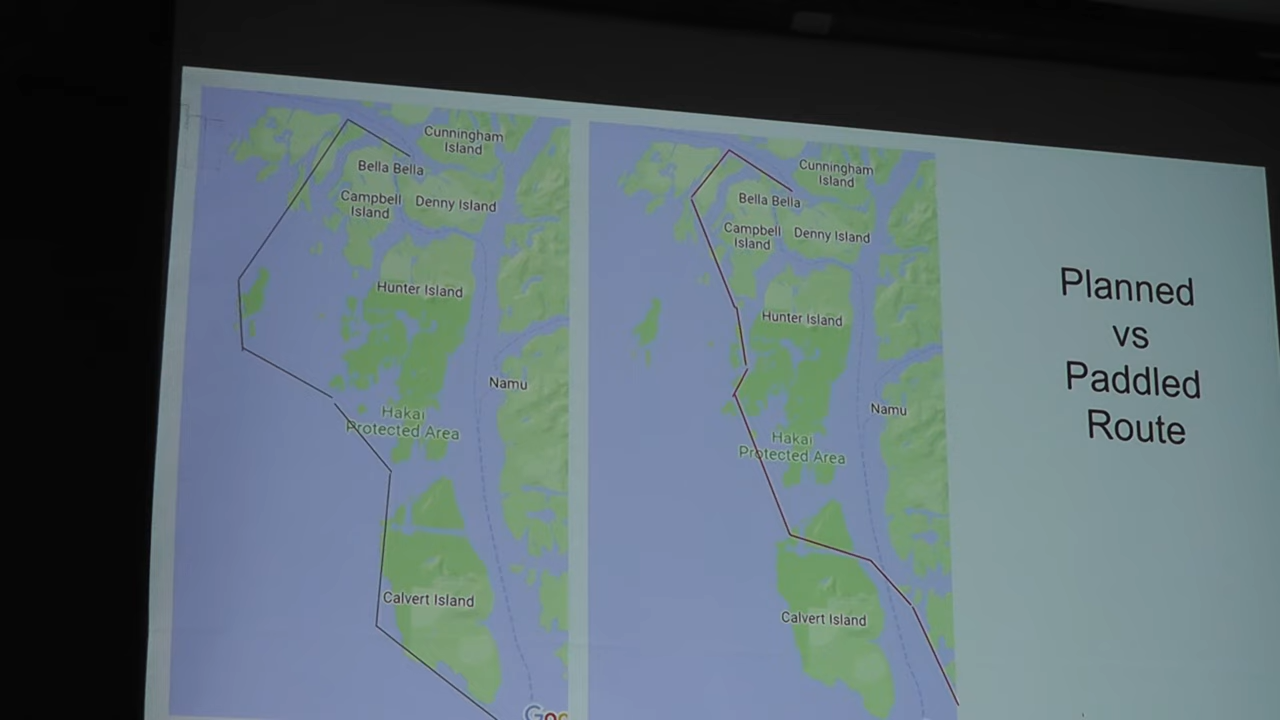 Cunningham
Island
Bella Bella
Campbell
Island
Denny Island
Hunter Island
Namu
Hakai
Protected Area
Calvert Island
Goo
Cunningham
Island
Bella Bella
Campbell
Island
Denny Island
Hunter Island
Namu
Hakai
Protected Area
Calvert Island
Planned
vs
Paddled
Route